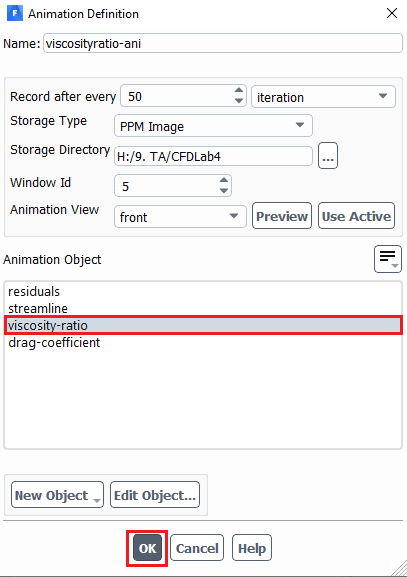 Animation Definition
Name: viscosityratio-ani
Record after every 50 iteration
Storage Type PPM Image
Storage Directory H:/9. TA/CFDLab4 ...
Window Id 5
Animation View front Preview Use Active
Animation Object
residuals
streamline
viscosity-ratio
drag-coefficient
New Object Edit Object...
OK Cancel Help